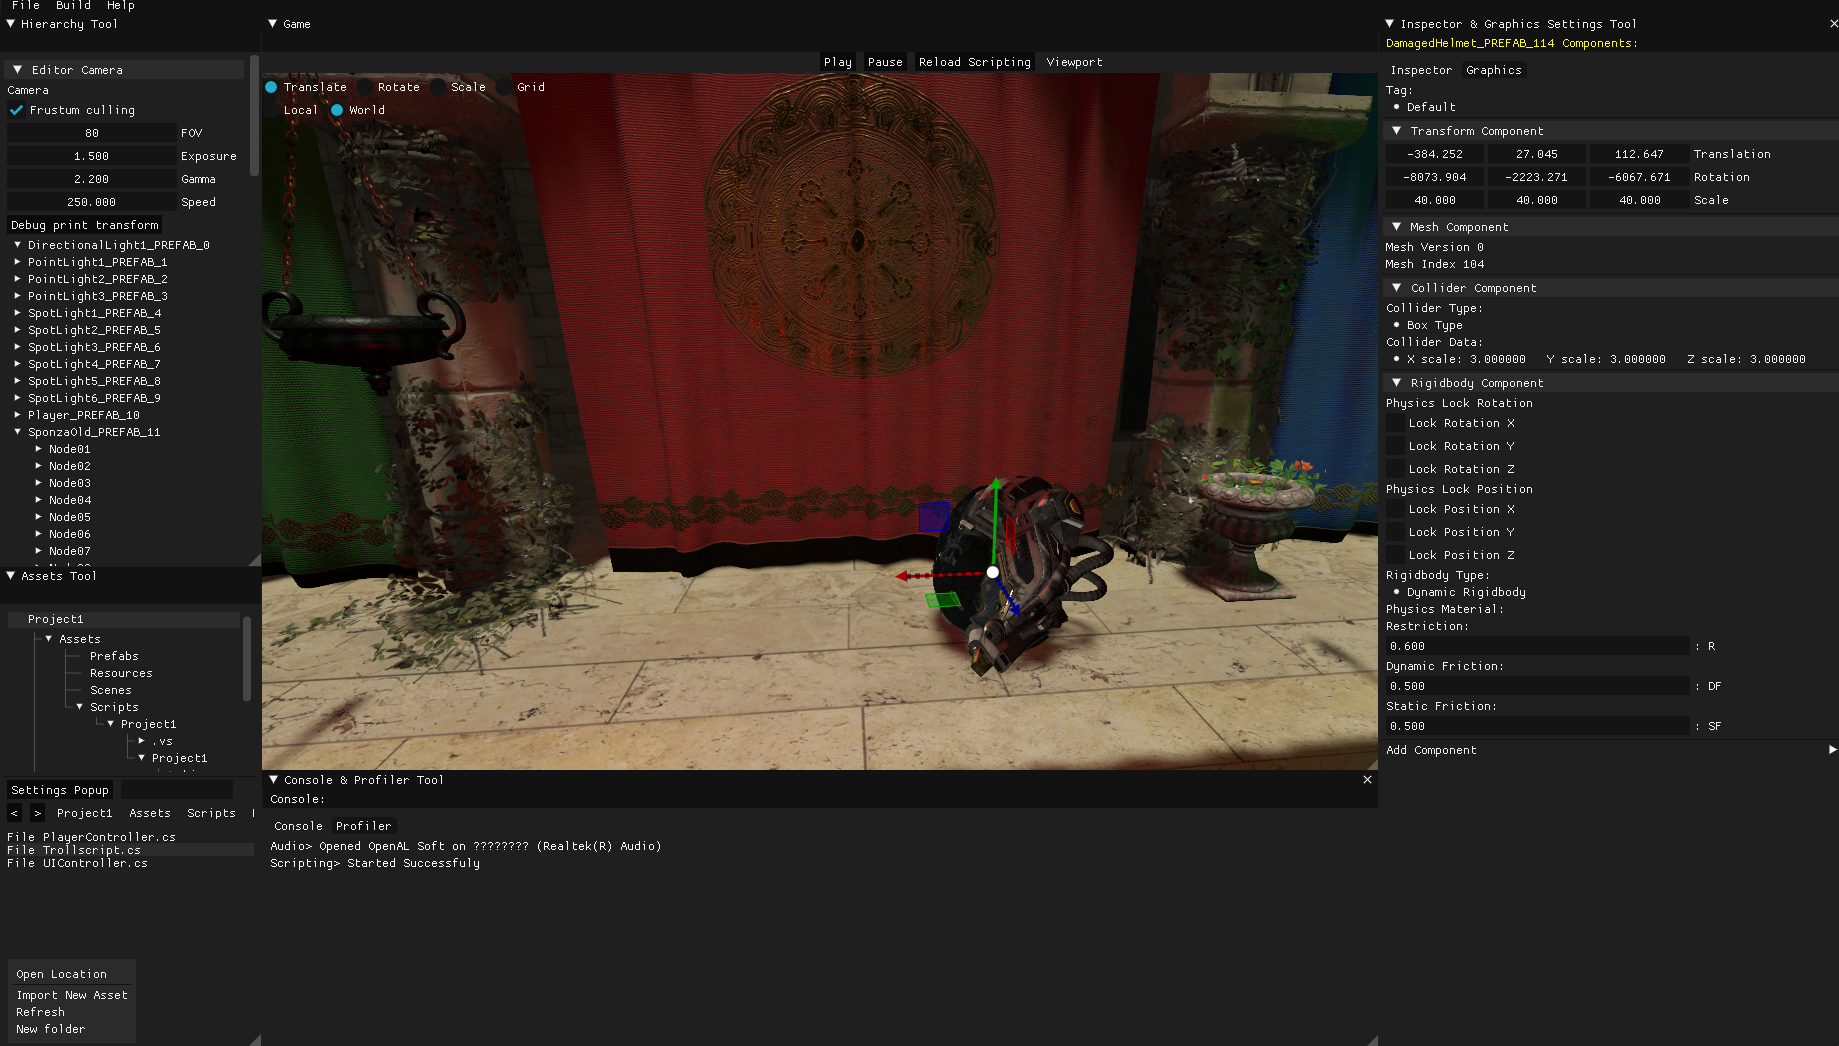 File Build Help
Hierarchy Tool
Editor Camera
Camera
Frustum culling
80 FOV
1.500 Exposure
2.200 Gamma
250.000 Speed
Debug print transform
DirectionalLight1_PREFAB_0
PointLight1_PREFAB_1
PointLight2_PREFAB_2
PointLight3_PREFAB_3
SpotLight1_PREFAB_4
SpotLight2_PREFAB_5
SpotLight3_PREFAB_6
SpotLight4_PREFAB_7
SpotLight5_PREFAB_8
SpotLight6_PREFAB_9
Player_PREFAB_10
SponzaOld_PREFAB_11
Node01
Node02
Node03
Node04
Node05
Node06
Node07
Assets Tool
Project1
Assets
Prefabs
Resources
Scenes
Scripts
Project1
.vs
Project1
Settings Popup
< > Project1 Assets Scripts
File PlayerController.cs
File Trollscript.cs
File UIController.cs
Open Location
Import New Asset
Refresh
New folder
Game
Play Pause Reload Scripting Viewport
Translate Rotate Scale Grid
Local World
Console & Profiler Tool
Console:
Console Profiler
Audio> Opened OpenAL Soft on ???????? (Realtek(R) Audio)
Scripting> Started Successfuly
Inspector & Graphics Settings Tool
DamagedHelmet_PREFAB_114 Components:
Inspector Graphics
Tag:
Default
Transform Component
-384.252 27.045 112.647 Translation
-8073.904 -2223.271 -6067.671 Rotation
40.000 40.000 40.000 Scale
Mesh Component
Mesh Version 0
Mesh Index 104
Collider Component
Collider Type:
Box Type
Collider Data:
X scale: 3.000000 Y scale: 3.000000 Z scale: 3.000000
Rigidbody Component
Physics Lock Rotation
Lock Rotation X
Lock Rotation Y
Lock Rotation Z
Physics Lock Position
Lock Position X
Lock Position Y
Lock Position Z
Rigidbody Type:
Dynamic Rigidbody
Physics Material:
Restriction:
0.600 : R
Dynamic Friction:
0.500 : DF
Static Friction:
0.500 : SF
Add Component